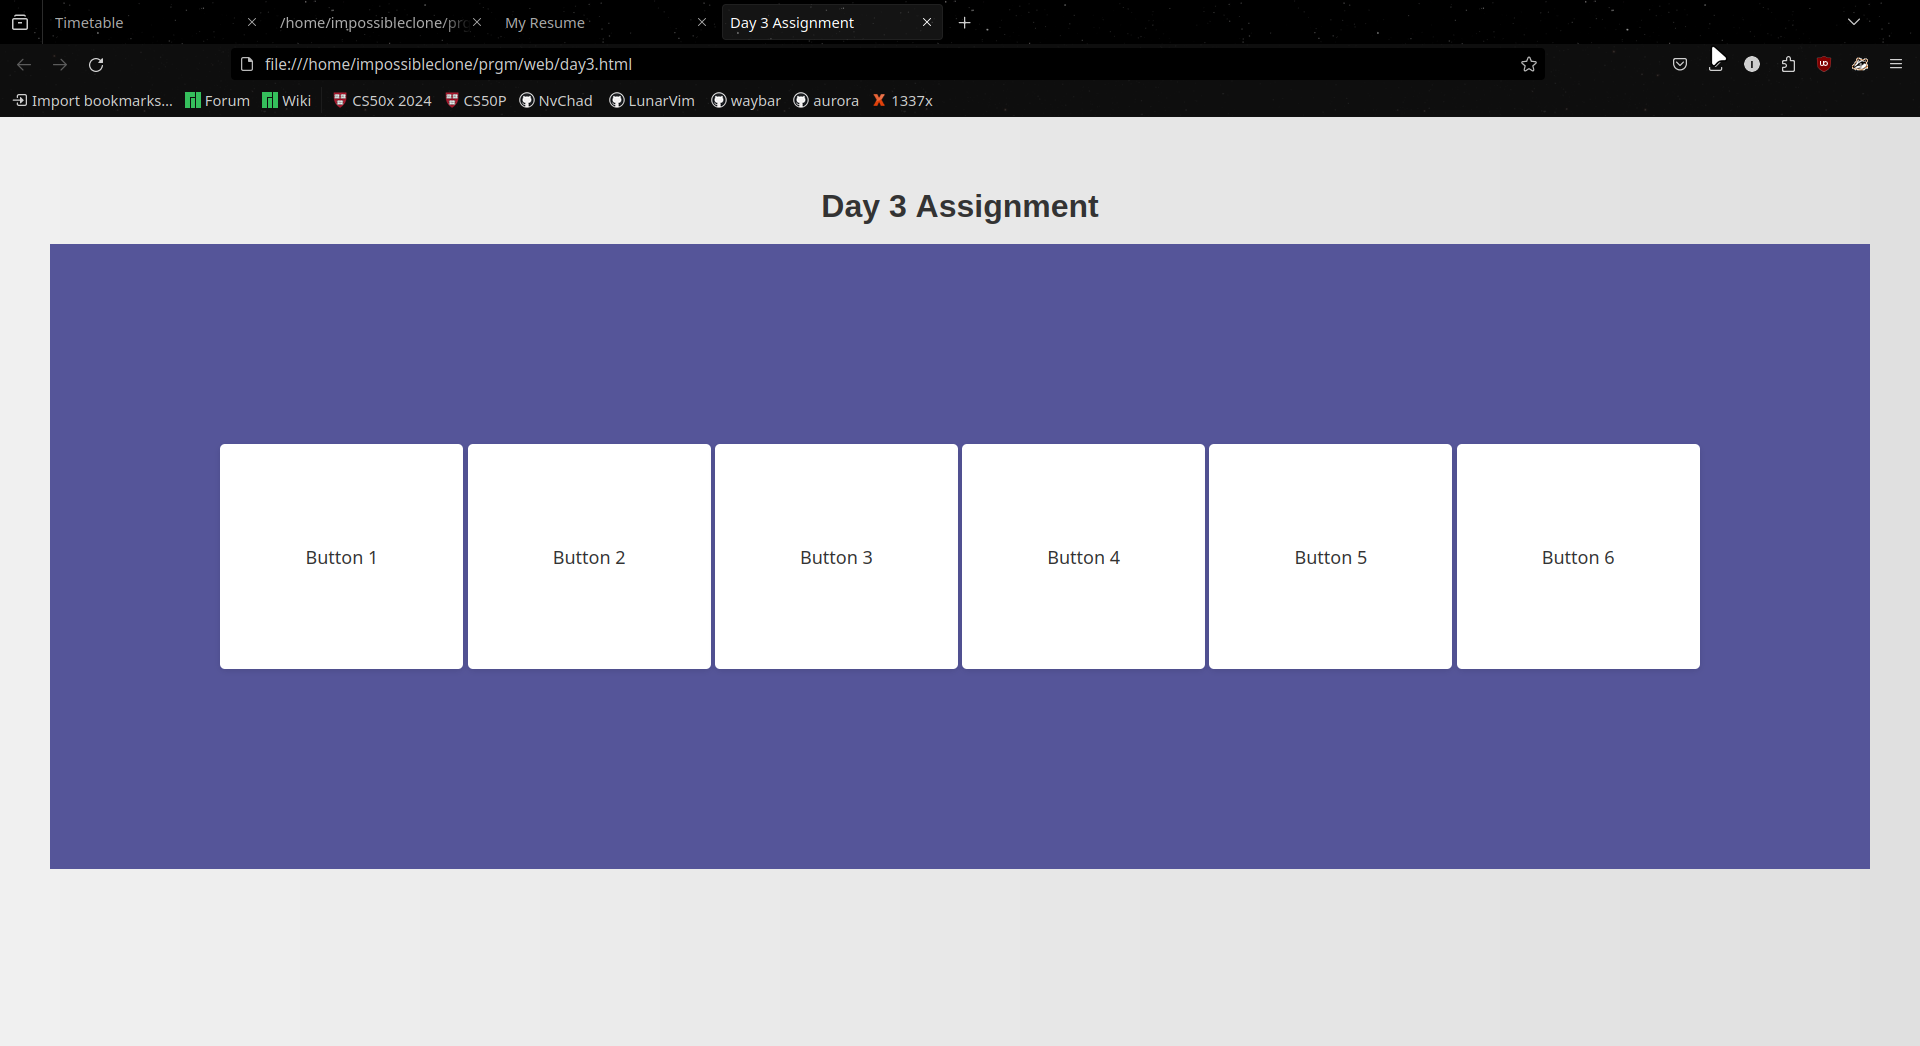 Timetable
/home/impossibleclone/prg
My Resume
Day 3 Assignment
file:///home/impossibleclone/prgm/web/day3.html
Import bookmarks... Forum Wiki CS50x 2024 CS50P NvChad LunarVim waybar aurora X 1337x
Day 3 Assignment
Button 1 Button 2 Button 3 Button 4 Button 5 Button 6